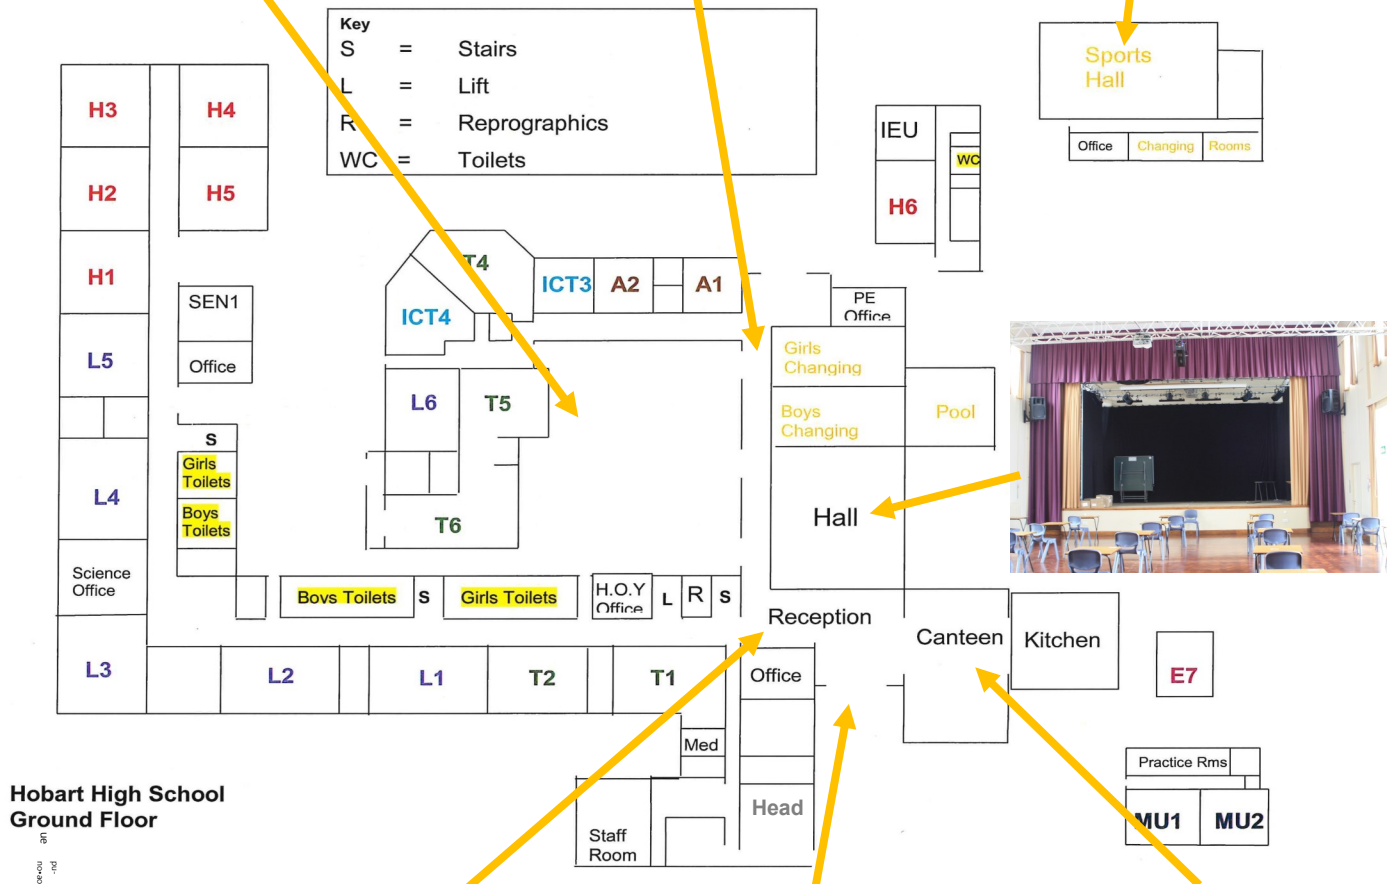 Key
S = Stairs
L = Lift
R = Reprographics
WC = Toilets
Sports
Hall
Office
Changing
Rooms
H3
H4
IEU
WC
H2
H5
H6
H1
T4
ICT3
A2
A1
SEN1
ICT4
PE
Office
L5
Office
Girls
Changing
L6
T5
Boys
Changing
Pool
S
Girls
Toilets
L4
Boys
Toilets
T6
Hall
Science
Office
Bovs Toilets
S
Girls Toilets
H.O.Y
Office
L
R
S
Reception
Canteen
Kitchen
L3
L2
L1
T2
T1
Office
E7
Med
Practice Rms
Hobart High School
Ground Floor
Head
MU1
MU2
Staff
Room
ue